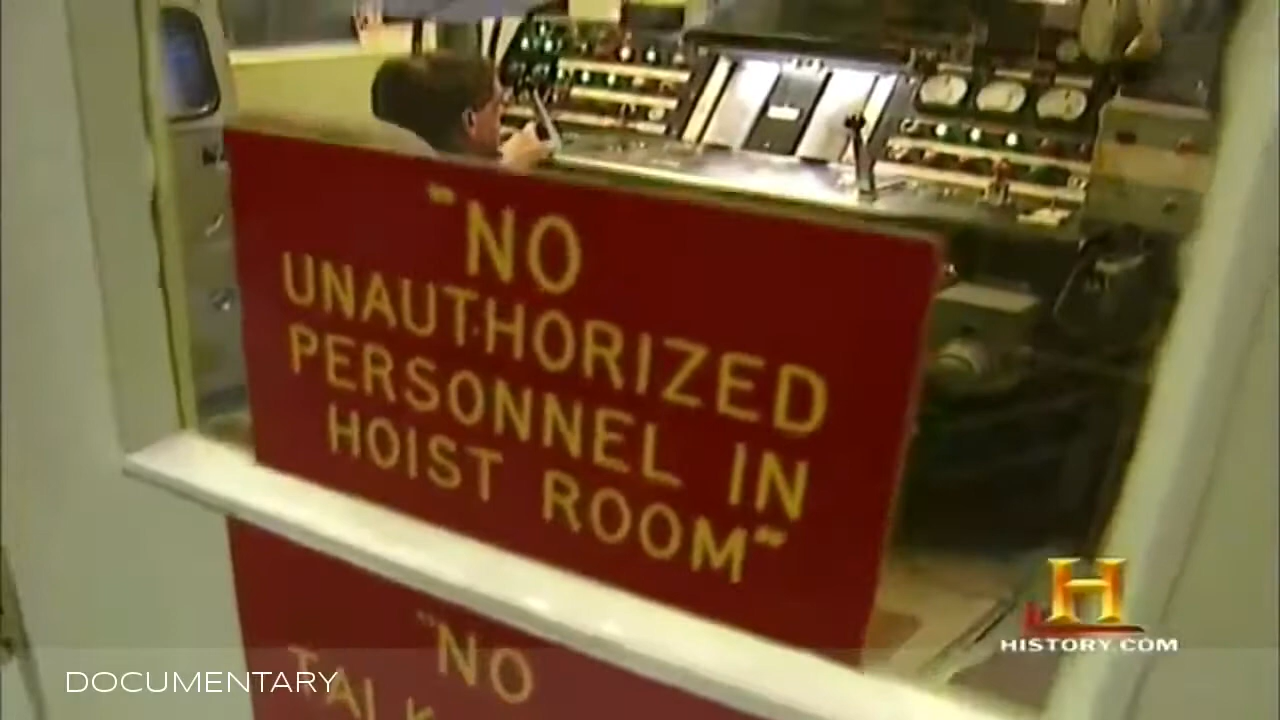 "NO
UNAUTHORIZED
PERSONNEL IN
HOIST ROOM"
"NO
H
HISTORY.COM
DOCUMENTARY